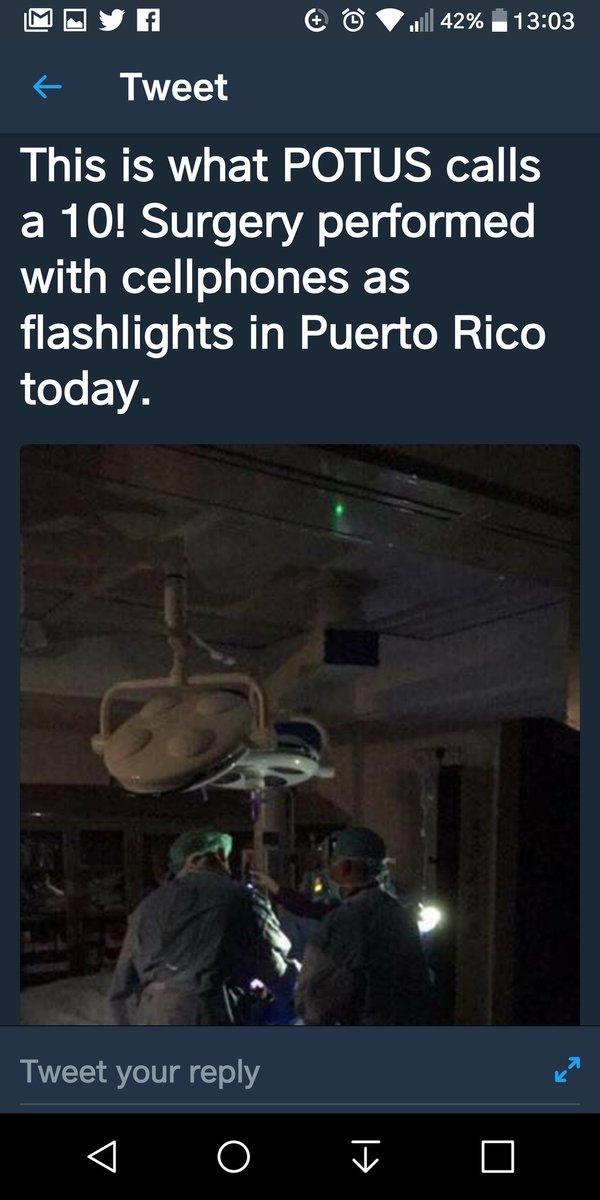 42% 13:03
Tweet
This is what POTUS calls
a 10! Surgery performed
with cellphones as
flashlights in Puerto Rico
today.
Tweet your reply